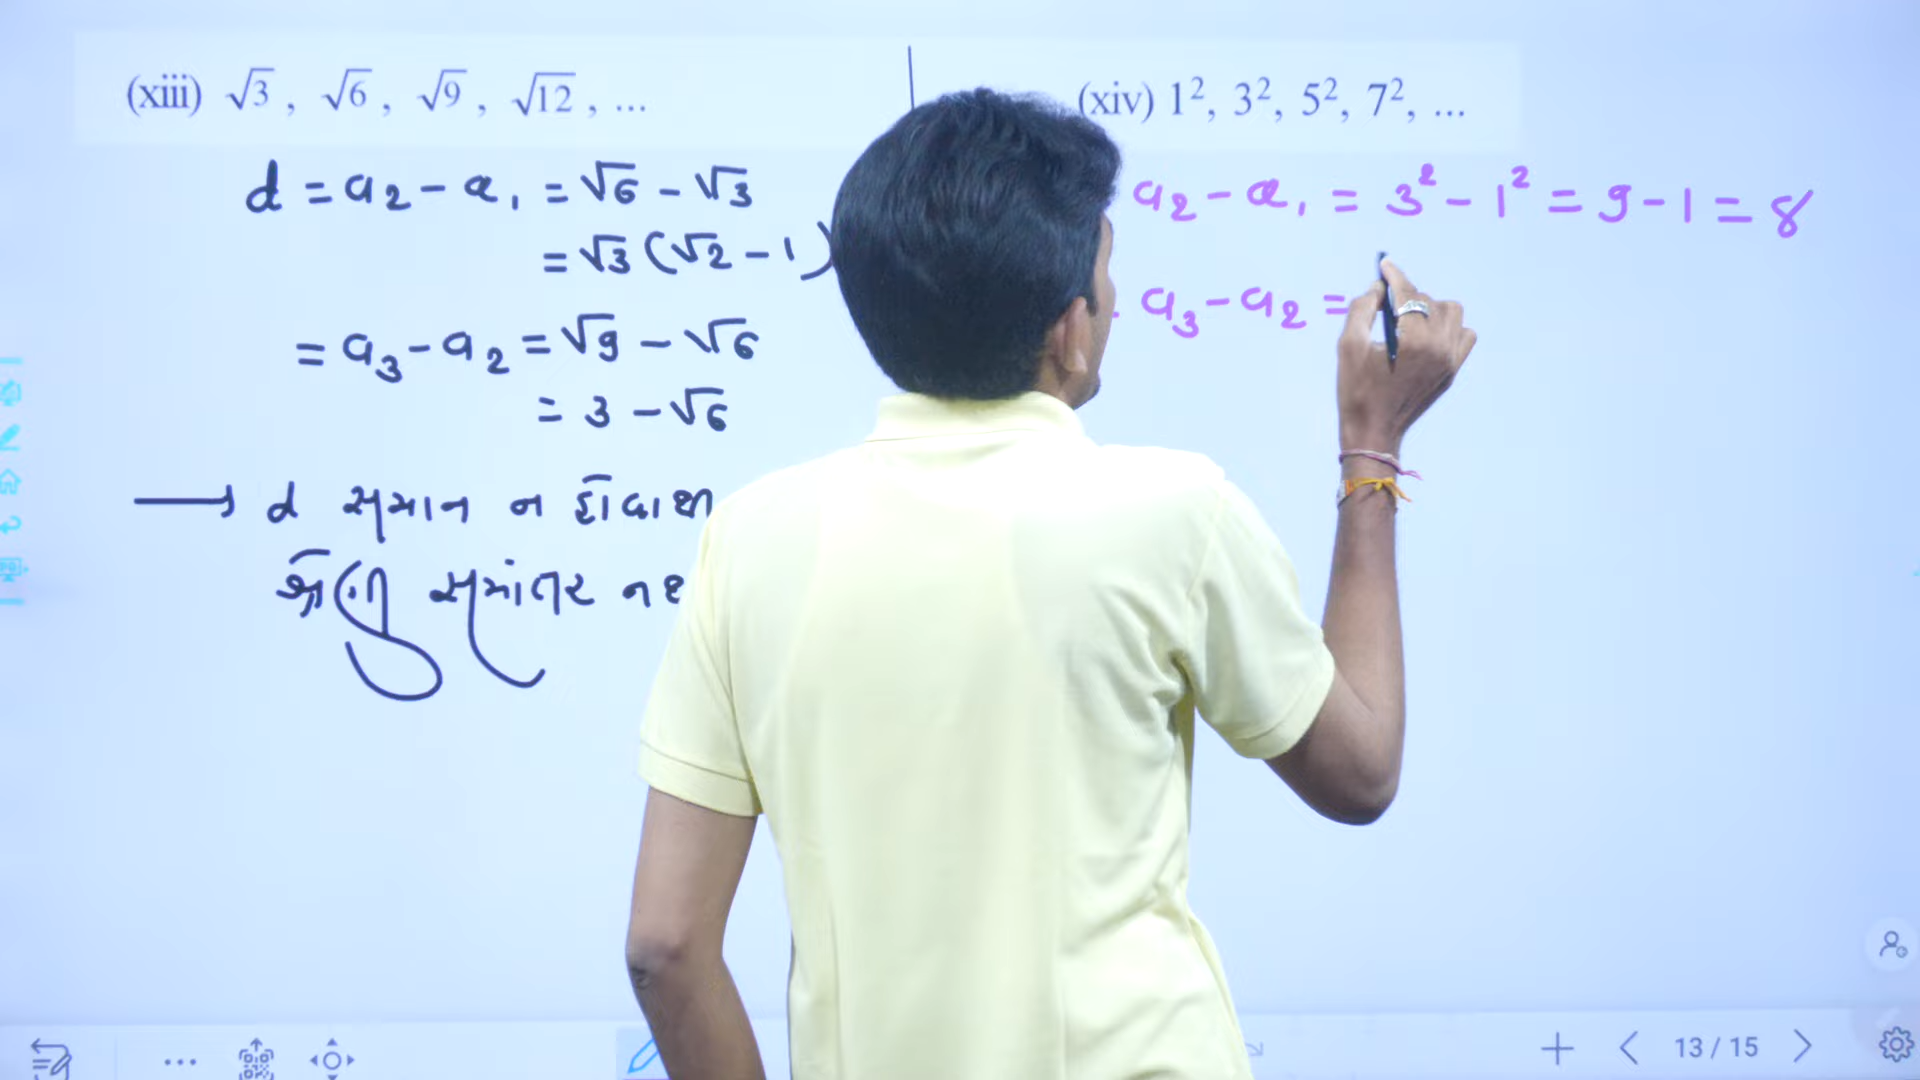 (xiii) √3 , √6 , √9 , √12 , ...
d = a₂ - a₁ = √6 - √3
= √3 (√2 - 1)
= a₃ - a₂ = √9 - √6
= 3 - √6
→ d સમાન ન હોવાથી
શ્રેણી સમાંતર
(xiv) 1², 3², 5², 7², ...
a₂ - a₁ = 3² - 1² = 9 - 1 = 8
a₃ - a₂ =
13 / 15